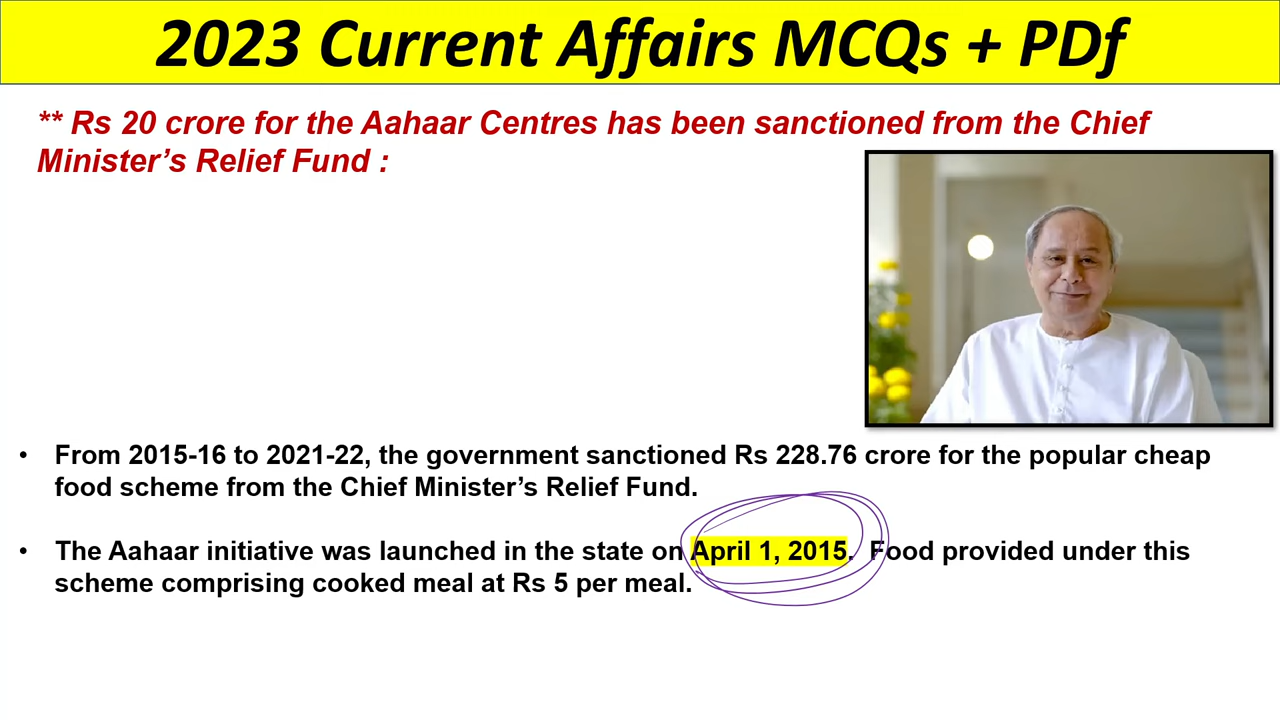 2023 Current Affairs MCQs + PDf
** Rs 20 crore for the Aahaar Centres has been sanctioned from the Chief
Minister’s Relief Fund :
• From 2015-16 to 2021-22, the government sanctioned Rs 228.76 crore for the popular cheap
food scheme from the Chief Minister’s Relief Fund.
• The Aahaar initiative was launched in the state on April 1, 2015. Food provided under this
scheme comprising cooked meal at Rs 5 per meal.